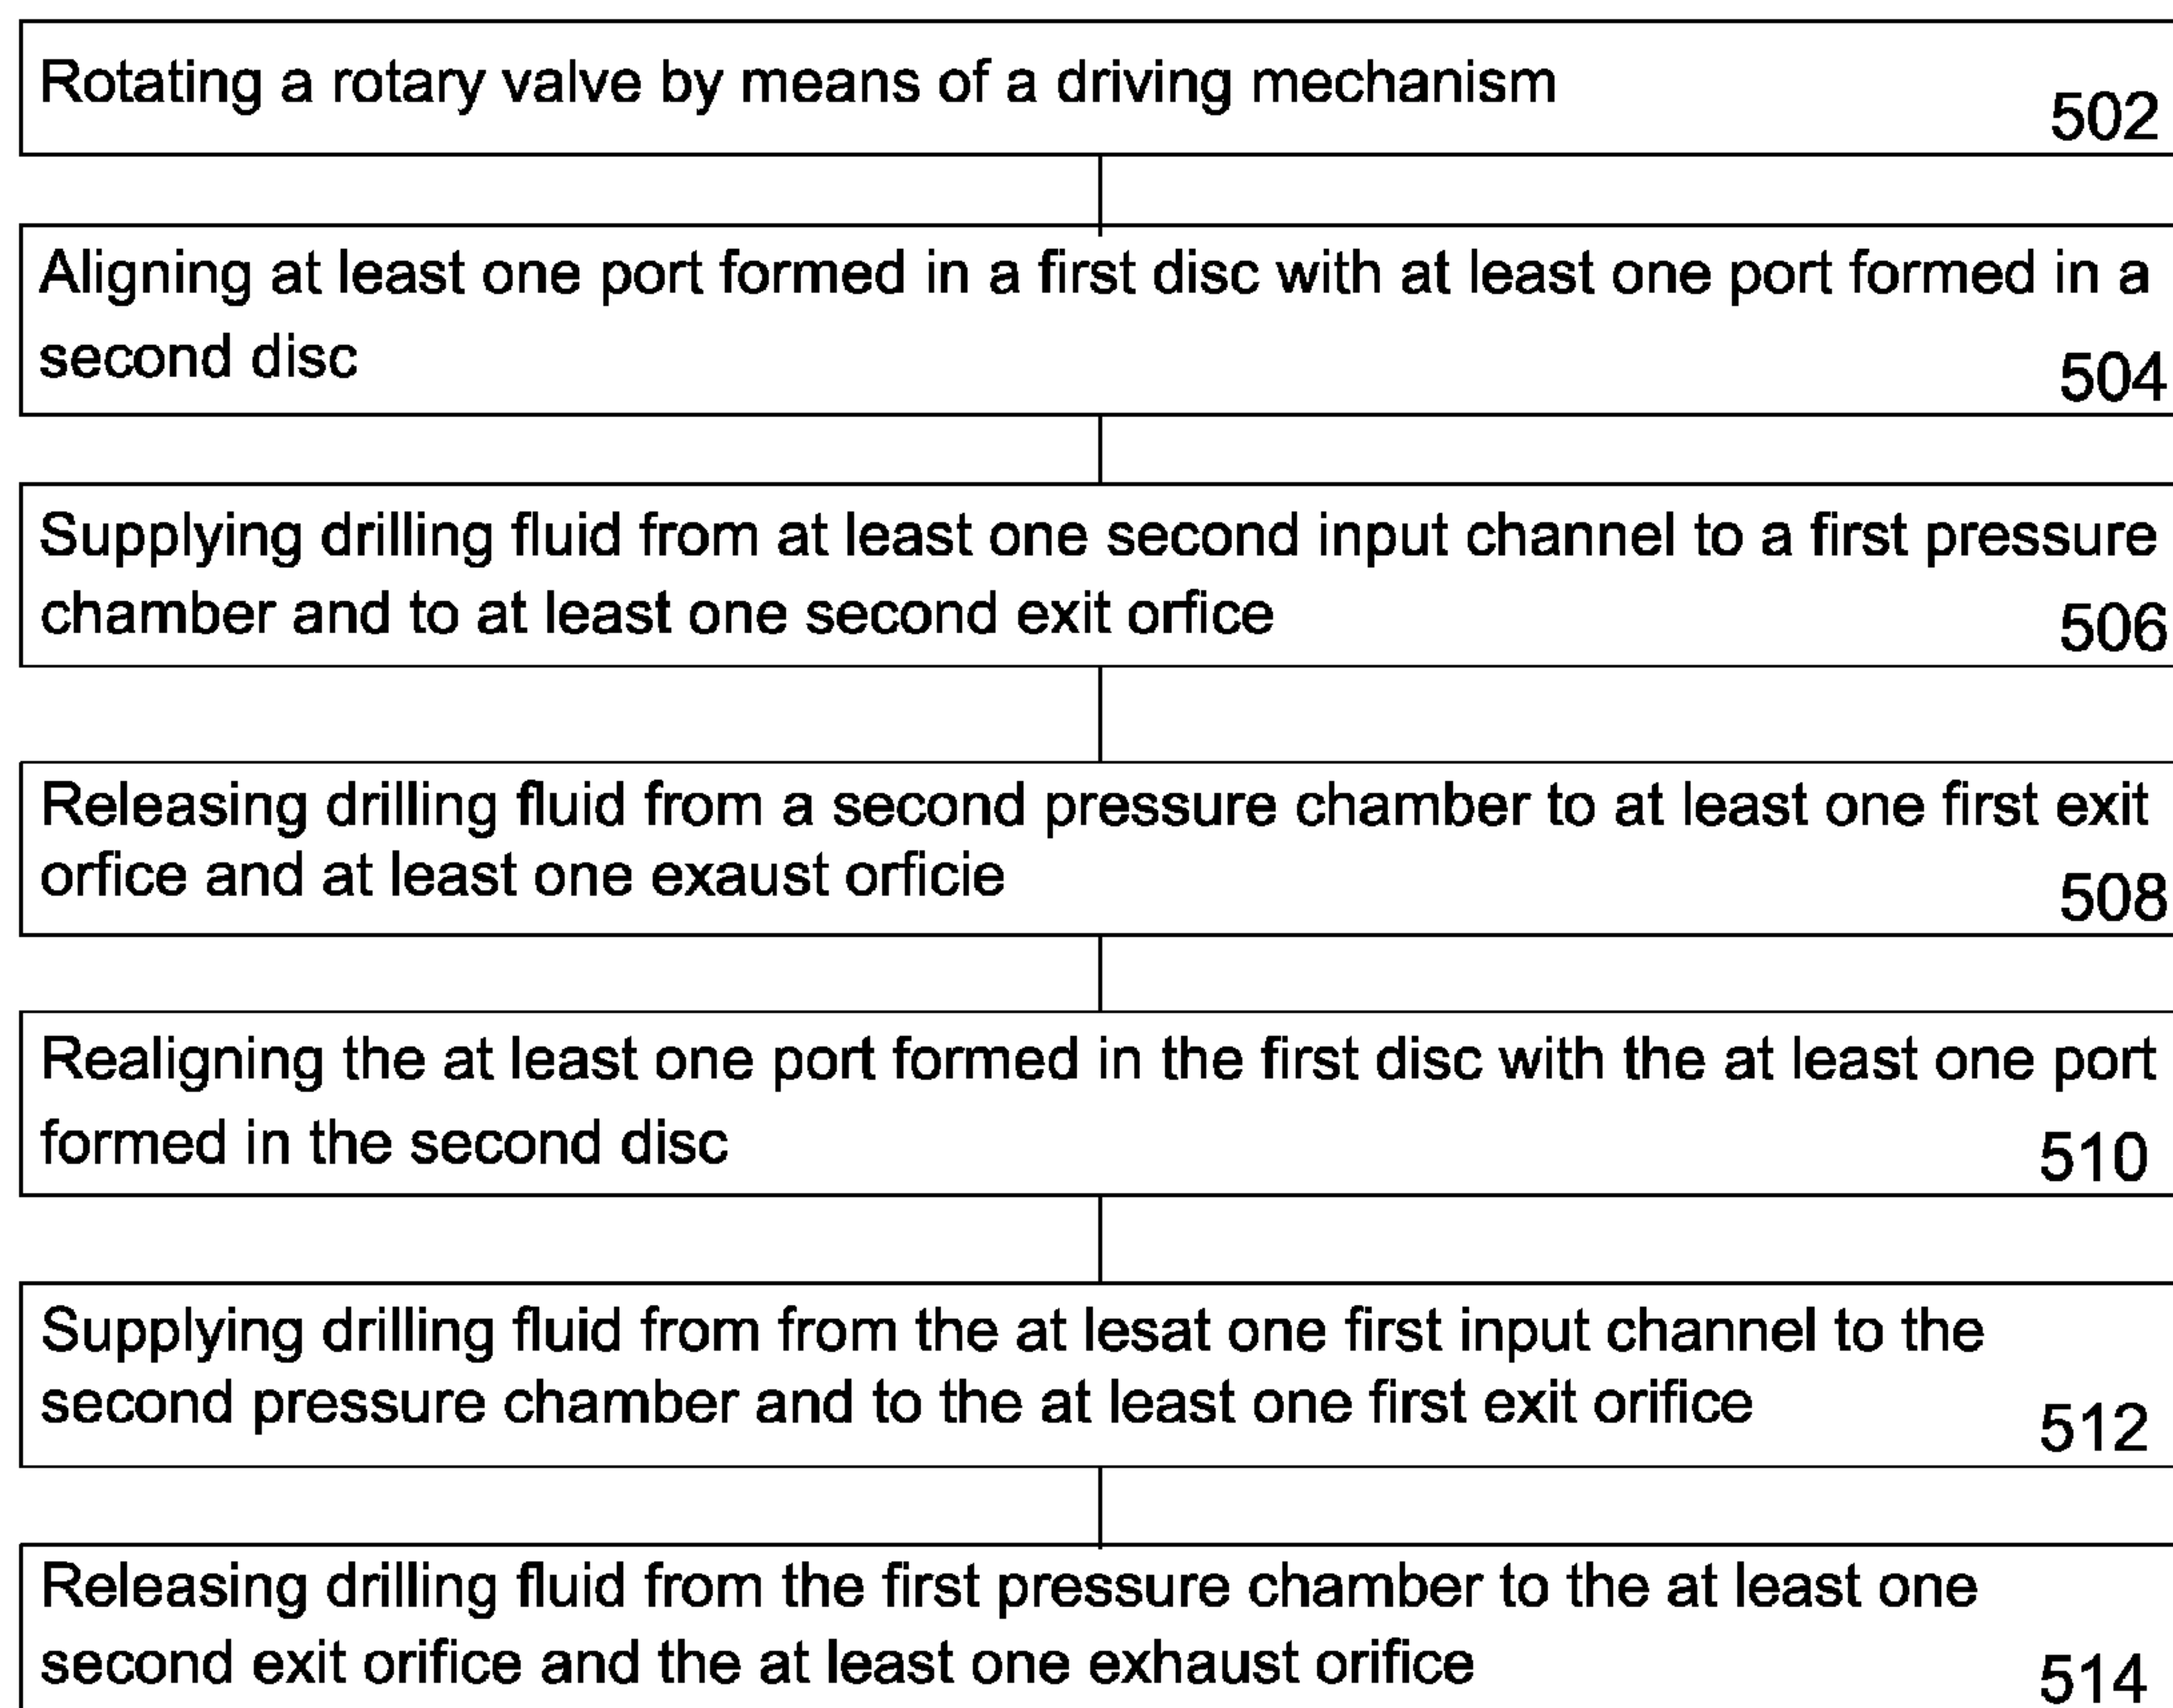 Rotating a rotary valve by means of a driving mechanism
502
Aligning at least one port formed in a first disc with at least one port formed in a
second disc
504
Supplying drilling fluid from at least one second input channel to a first pressure
chamber and to at least one second exit orfice
506
Releasing drilling fluid from a second pressure chamber to at least one first exit
orfice and at least one exaust orficie
508
Realigning the at least one port formed in the first disc with the at least one port
formed in the second disc
510
Supplying drilling fluid from from the at lesat one first input channel to the
second pressure chamber and to the at least one first exit orifice
512
Releasing drilling fluid from the first pressure chamber to the at least one
second exit orifice and the at least one exhaust orifice
514